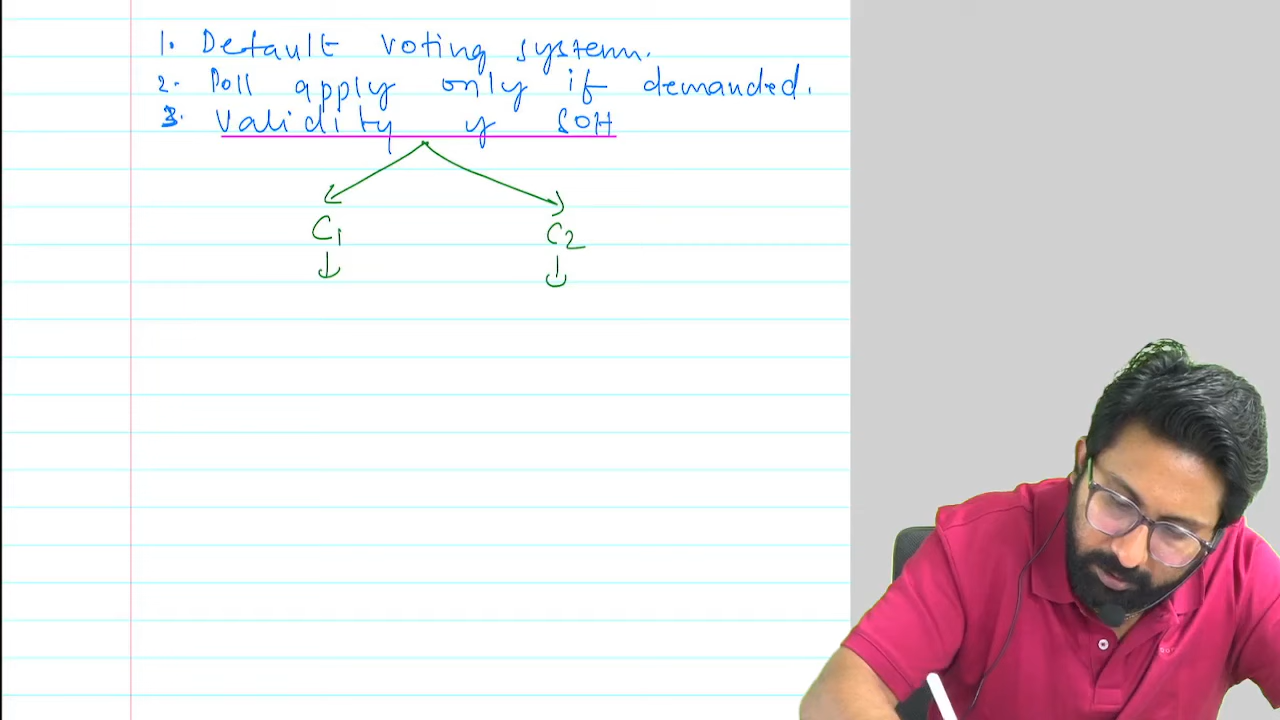 1. Default voting system.
2. Poll apply only if demanded.
3. Validity of SOH
C1 C2